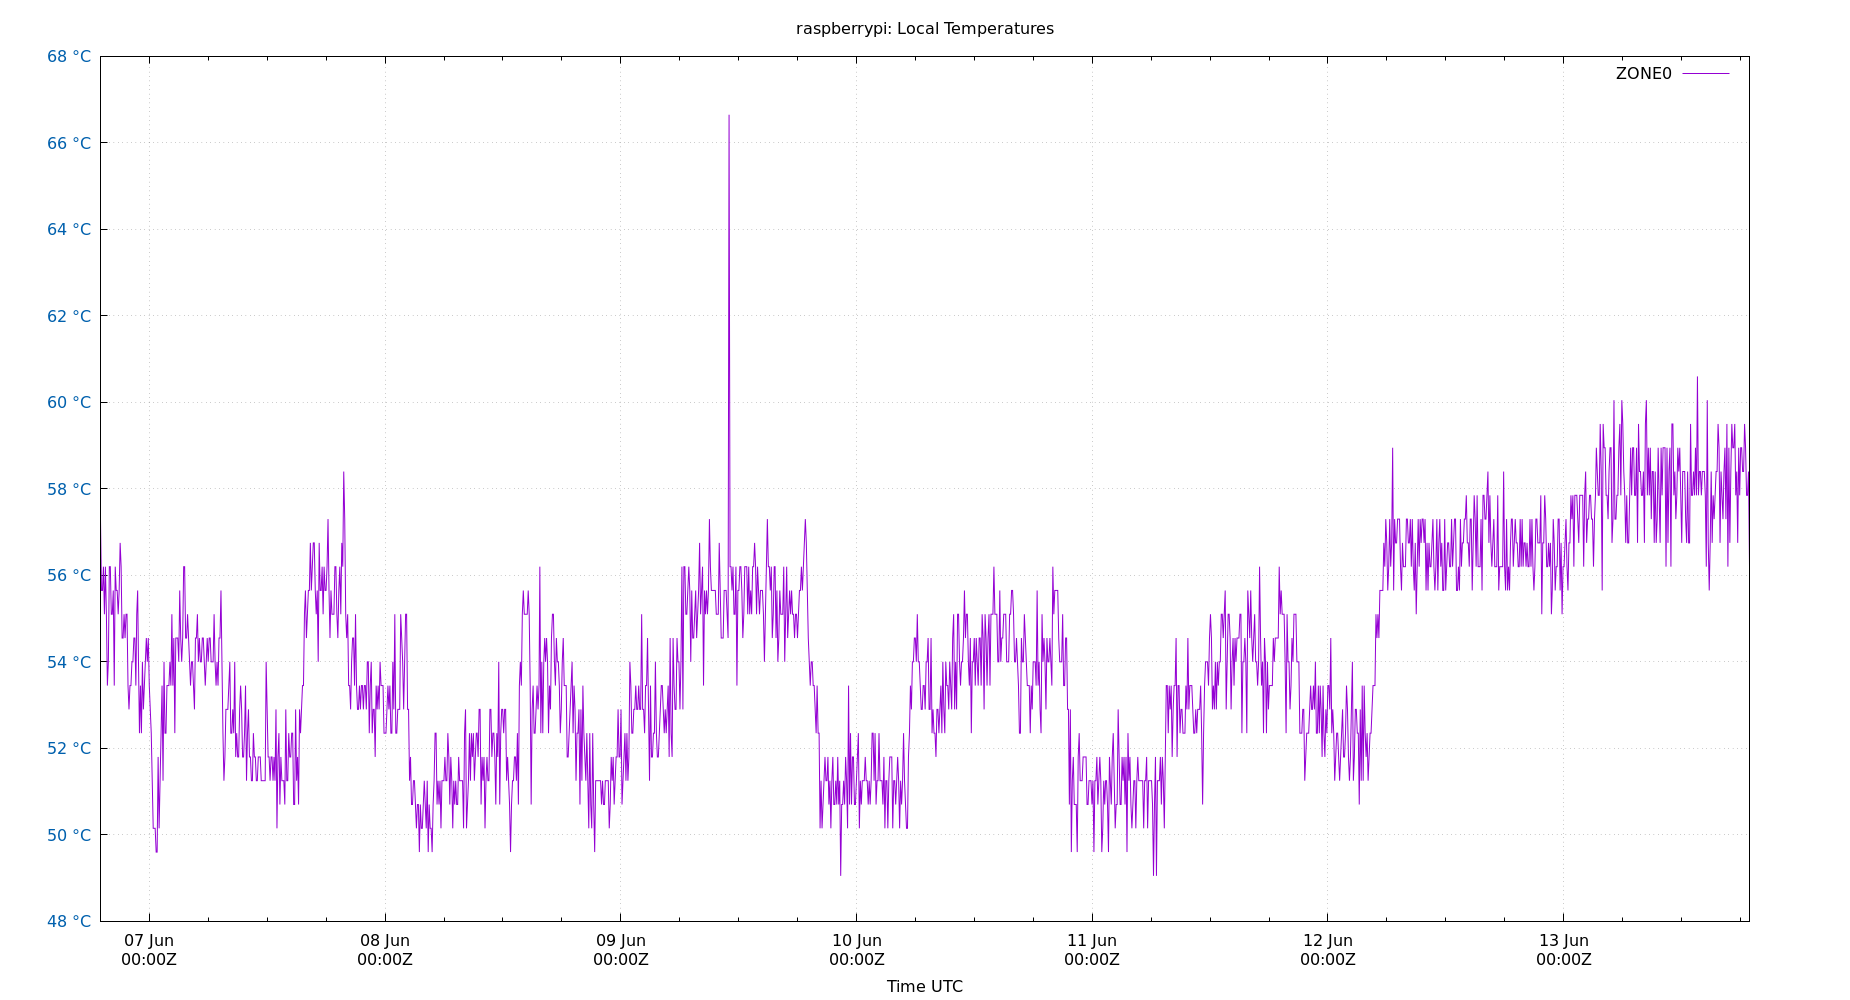 raspberrypi: Local Temperatures
68 °C
ZONE0
66 °C
64 °C
62 °C
60 °C
58 °C
56 °C
54 °C
52 °C
50 °C
48 °C
07 Jun 08 Jun 09 Jun 10 Jun 11 Jun 12 Jun 13 Jun
00:00Z 00:00Z 00:00Z 00:00Z 00:00Z 00:00Z 00:00Z
Time UTC